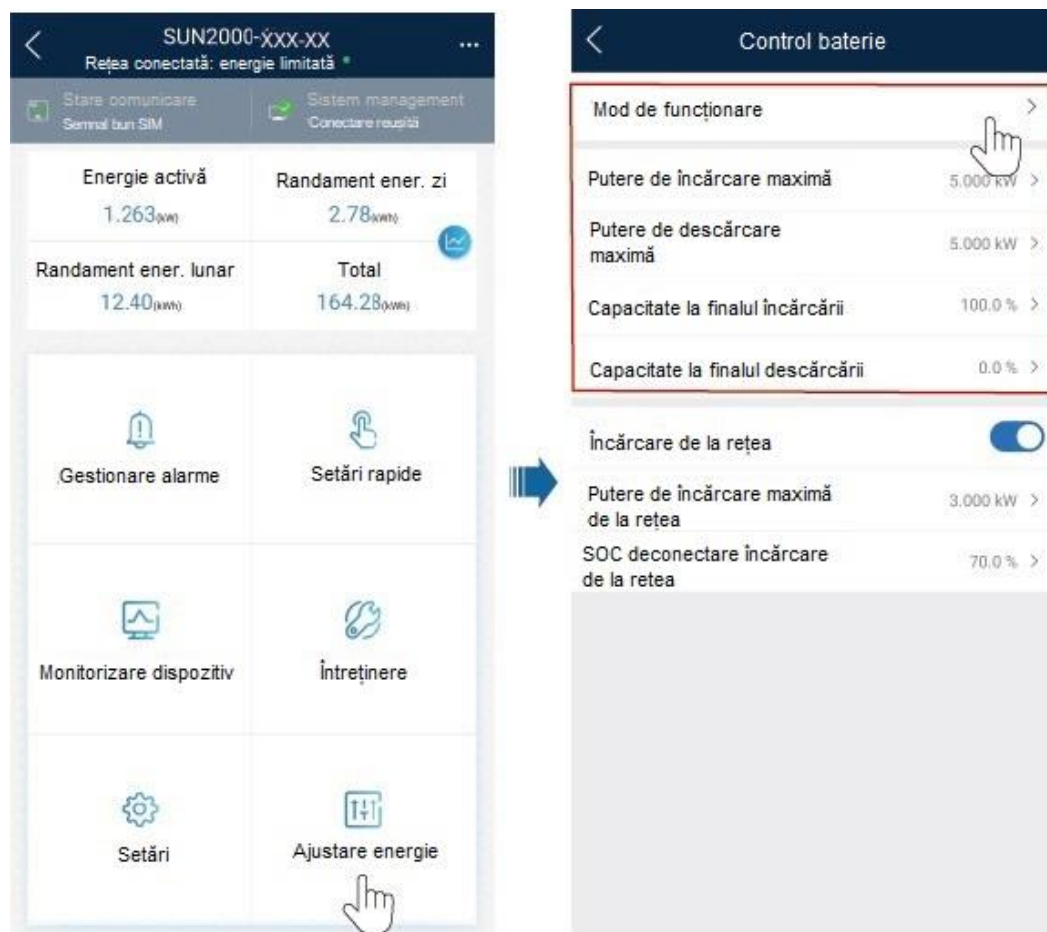 SUN2000-XXX-XX
Rețea conectată: energie limitată
Stare comunicare
Semnal bun SIM
Sistem management
Conectare reușită
Energie activă
1.263(kW)
Randament ener. zi
2.78(kWh)
Randament ener. lunar
12.40(kWh)
Total
164.28(kWh)
Gestionare alarme
Setări rapide
Monitorizare dispozitiv
Întreținere
Setări
Ajustare energie
Control baterie
Mod de funcționare
Putere de încărcare maximă
5.000 kW
Putere de descărcare
maximă
5.000 kW
Capacitate la finalul încărcării
100.0 %
Capacitate la finalul descărcării
0.0 %
Încărcare de la rețea
Putere de încărcare maximă
de la rețea
3.000 kW
SOC deconectare încărcare
de la retea
70.0 %